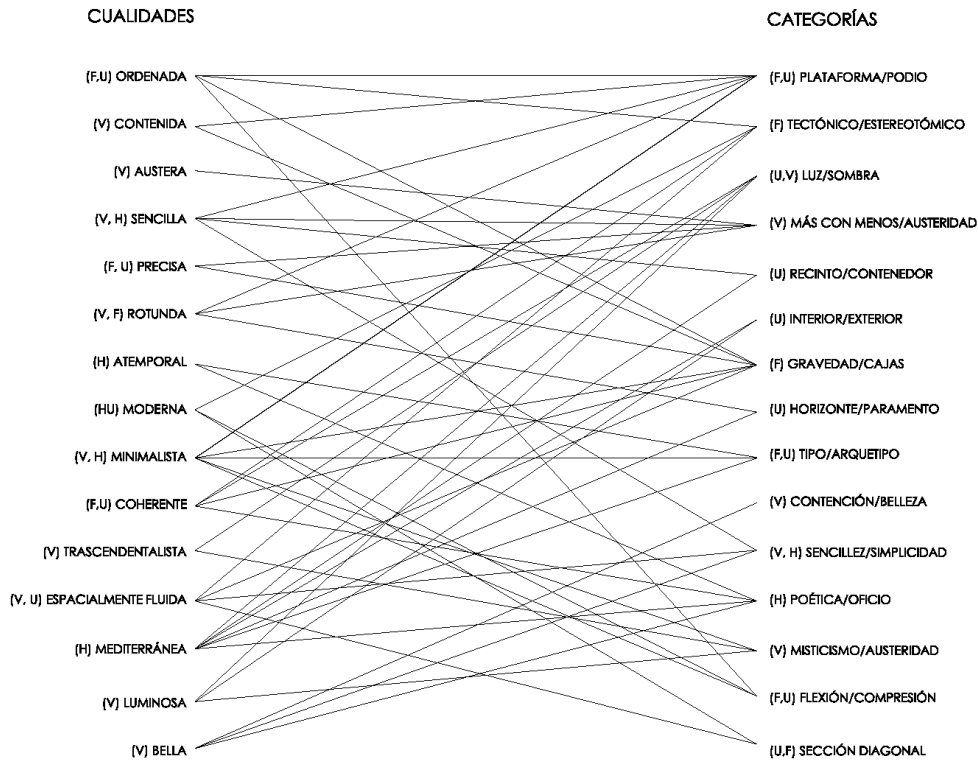 CUALIDADES
(F,U) ORDENADA
(V) CONTENIDA
(V) AUSTERA
(V, H) SENCILLA
(F, U) PRECISA
(V, F) ROTUNDA
(H) ATEMPORAL
(HU) MODERNA
(V, H) MINIMALISTA
(F,U) COHERENTE
(V) TRASCENDENTALISTA
(V, U) ESPACIALMENTE FLUIDA
(H) MEDITERRÁNEA
(V) LUMINOSA
(V) BELLA
CATEGORÍAS
(F,U) PLATAFORMA/PODIO
(F) TECTÓNICO/ESTEREOTÓMICO
(U,V) LUZ/SOMBRA
(V) MÁS CON MENOS/AUSTERIDAD
(U) RECINTO/CONTENEDOR
(U) INTERIOR/EXTERIOR
(F) GRAVEDAD/CAJAS
(U) HORIZONTE/PARAMENTO
(F,U) TIPO/ARQUETIPO
(V) CONTENCIÓN/BELLEZA
(V, H) SENCILLEZ/SIMPLICIDAD
(H) POÉTICA/OFICIO
(V) MISTICISMO/AUSTERIDAD
(F,U) FLEXIÓN/COMPRESIÓN
(U,F) SECCIÓN DIAGONAL